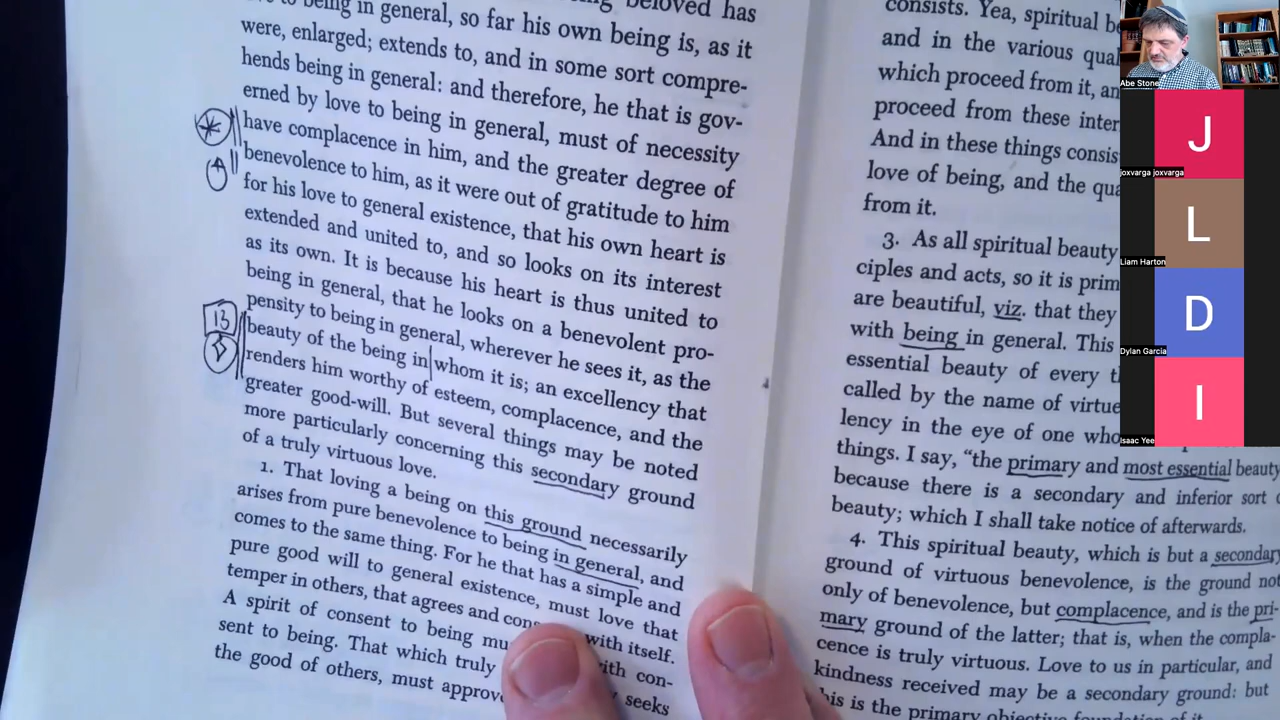 beloved has
to being in general, so far his own being is, as it
were, enlarged; extends to, and in some sort compre-
hends being in general: and therefore, he that is gov-
erned by love to being in general, must of necessity
have complacence in him, and the greater degree of
benevolence to him, as it were out of gratitude to him
for his love to general existence, that his own heart is
extended and united to, and so looks on its interest
as its own. It is because his heart is thus united to
being in general, that he looks on a benevolent pro-
pensity to being in general, wherever he sees it, as the
beauty of the being in whom it is; an excellency that
renders him worthy of esteem, complacence, and the
greater good-will. But several things may be noted
more particularly concerning this secondary ground
of a truly virtuous love.
1. That loving a being on this ground necessarily
arises from pure benevolence to being in general, and
comes to the same thing. For he that has a simple and
pure good will to general existence, must love that
temper in others, that agrees and with itself.
A spirit of consent to being with con-
sent to being. That which truly seeks
the good of others, must
13
consists. Yea, spiritual
and in the various
which proceed from it,
proceed from these
And in these things
love of being, and the
from it.
3. As all spiritual beauty
ciples and acts, so it is
are beautiful, viz. that they
with being in general. This
essential beauty of every
called by the name of
lency in the eye of one
things. I say, “the primary and most essential beauty
because there is a secondary and inferior sort
beauty; which I shall take notice of afterwards.
4. This spiritual beauty, which is but a secondary
ground of virtuous benevolence, is the ground not
only of benevolence, but complacence, and is the pri-
mary ground of the latter; that is, when the compla-
cence is truly virtuous. Love to us in particular, and
kindness received may be a secondary ground: but
is the primary objective foundation of it
Abe Stone
J
joxvarga joxvarga
L
Liam Harton
D
Dylan Garcia
I
Isaac Yee